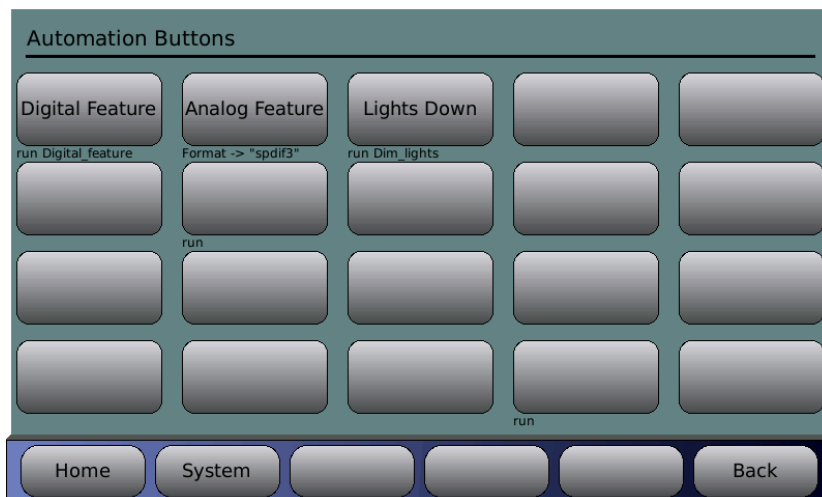 Automation Buttons
Digital Feature
Analog Feature
Lights Down
run Digital_feature
Format -> "spdif3"
run Dim_lights
run
run
Home
System
Back